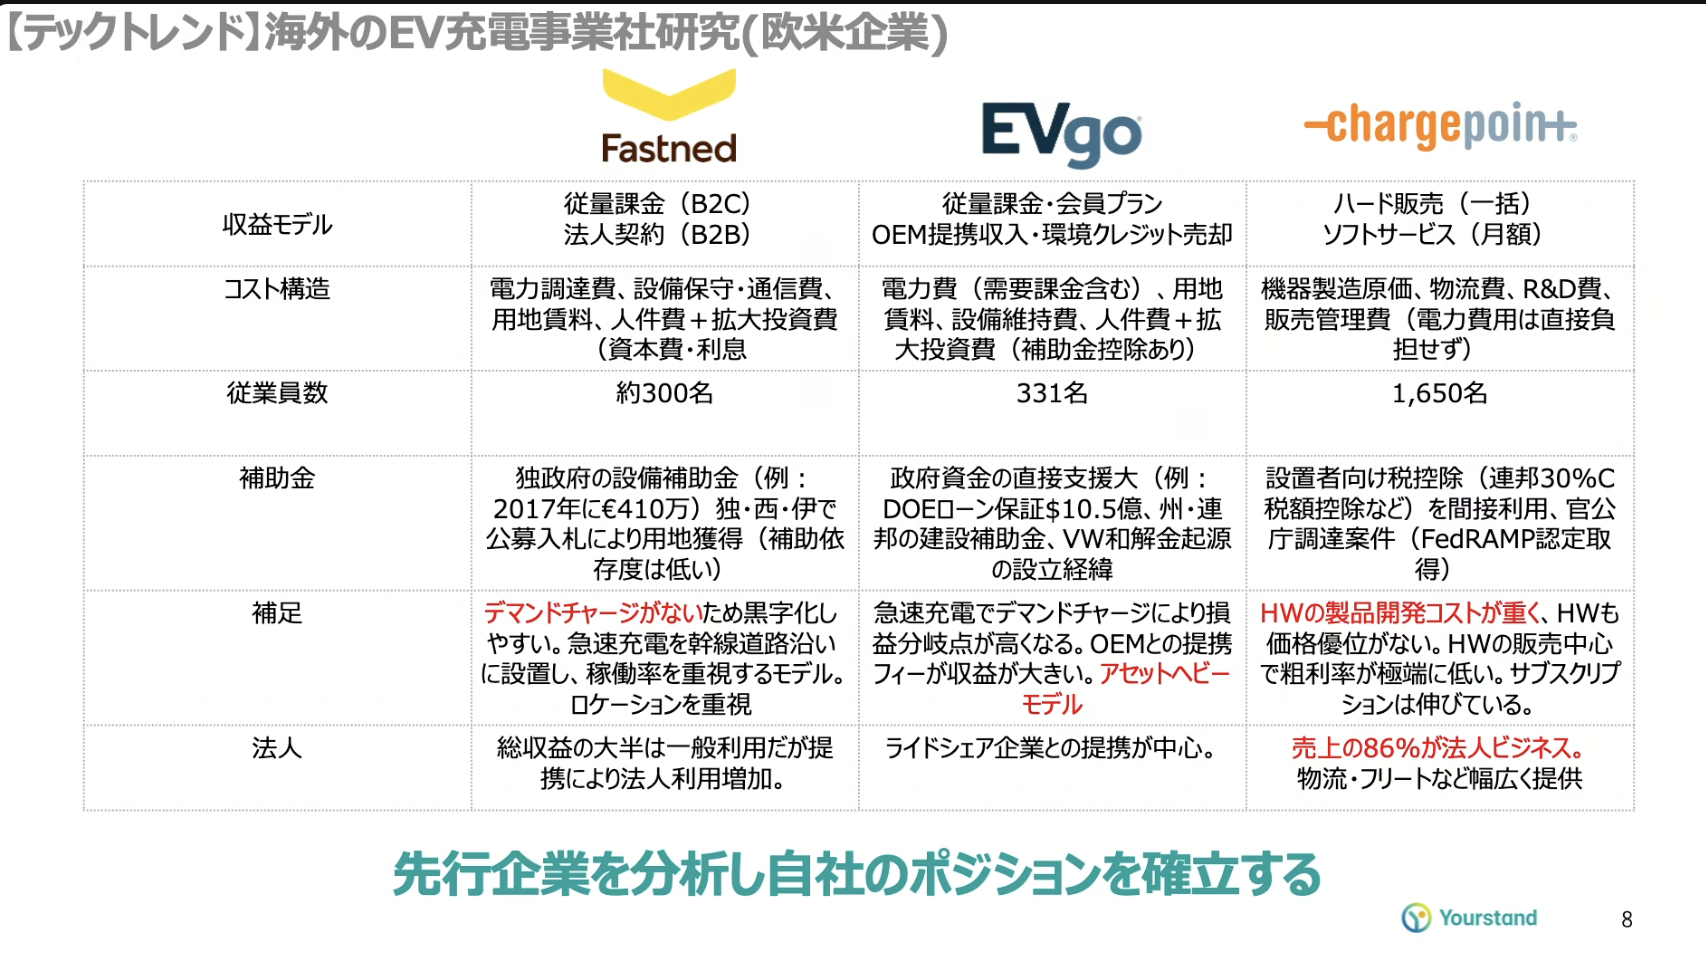 【テックトレンド】海外のEV充電事業社研究(欧米企業)
Fastned
EVgo
chargepoin+®
収益モデル
従量課金（B2C）
法人契約（B2B）
従量課金・会員プラン
OEM提携収入・環境クレジット売却
ハード販売（一括）
ソフトサービス（月額）
コスト構造
電力調達費、設備保守・通信費、
用地賃料、人件費＋拡大投資費
（資本費・利息
電力費（需要課金含む）、用地
賃料、設備維持費、人件費＋拡
大投資費（補助金控除あり）
機器製造原価、物流費、R&D費、
販売管理費（電力費用は直接負
担せず）
従業員数
約300名
331名
1,650名
補助金
独政府の設備補助金（例：
2017年に€410万）独・西・伊で
公募入札により用地獲得（補助依
存度は低い）
政府資金の直接支援大（例：
DOEローン保証$10.5億、州・連
邦の建設補助金、VW和解金起源
の設立経緯
設置者向け税控除（連邦30%C
税額控除など）を間接利用、官公
庁調達案件（FedRAMP認定取
得）
補足
デマンドチャージがないため黒字化し
やすい。急速充電を幹線道路沿い
に設置し、稼働率を重視するモデル。
ロケーションを重視
急速充電でデマンドチャージにより損
益分岐点が高くなる。OEMとの提携
フィーが収益が大きい。アセットヘビー
モデル
HWの製品開発コストが重く、HWも
価格優位がない。HWの販売中心
で粗利率が極端に低い。サブスクリプ
ションは伸びている。
法人
総収益の大半は一般利用だが提
携により法人利用増加。
ライドシェア企業との提携が中心。
売上の86%が法人ビジネス。
物流・フリートなど幅広く提供
先行企業を分析し自社のポジションを確立する
Yourstand
8